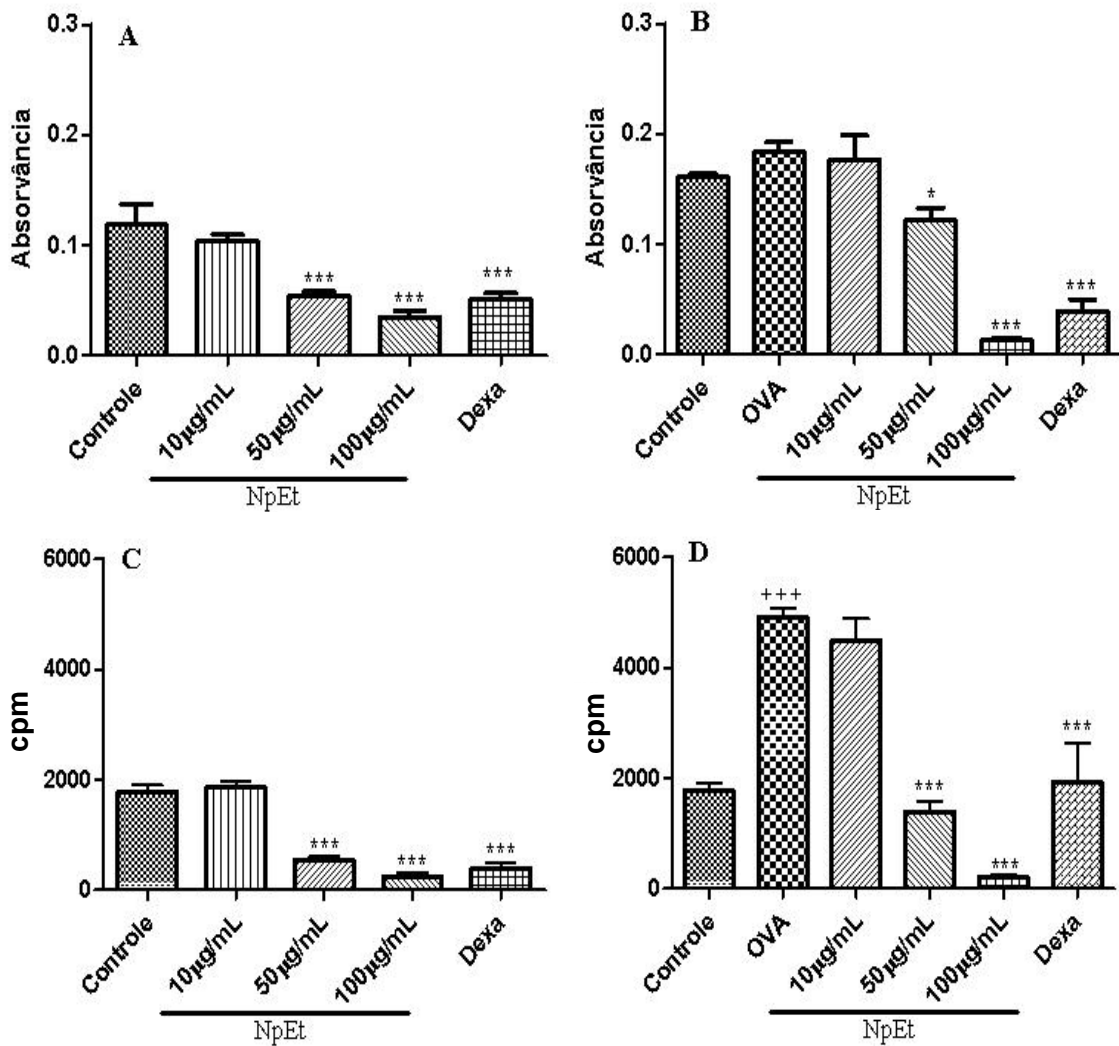 A
0.3
0.2
0.1
0.0
Absorvância
***
***
***
Controle
10µg/mL
50µg/mL
100µg/mL
Dexa
NpEt
B
0.3
0.2
0.1
0.0
Absorvância
*
***
***
Controle
OVA
10µg/mL
50µg/mL
100µg/mL
Dexa
NpEt
C
6000
4000
2000
0
cpm
***
***
***
Controle
10µg/mL
50µg/mL
100µg/mL
Dexa
NpEt
D
6000
4000
2000
0
cpm
+++
***
***
***
Controle
OVA
10µg/mL
50µg/mL
100µg/mL
Dexa
NpEt